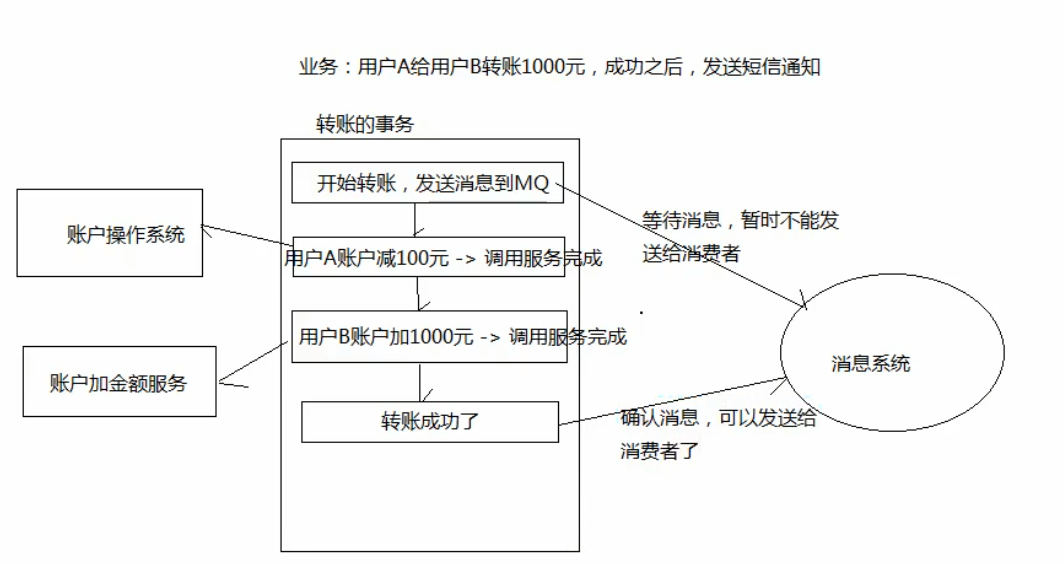 业务：用户A给用户B转账1000元，成功之后，发送短信通知
转账的事务
开始转账，发送消息到MQ
账户操作系统
等待消息，暂时不能发
送给消费者
用户A账户减100元 -> 调用服务完成
用户B账户加1000元 -> 调用服务完成
消息系统
账户加金额服务
转账成功了
确认消息，可以发送给
消费者了